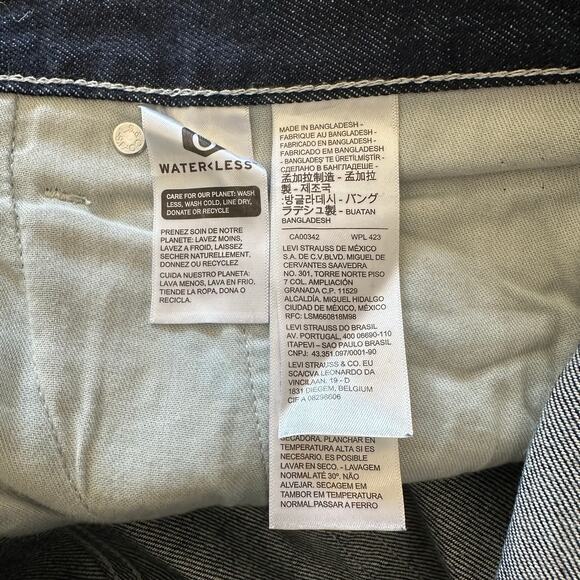 WATER<LESS
CARE FOR OUR PLANET: WASH
LESS, WASH COLD, LINE DRY,
DONATE OR RECYCLE
PRENEZ SOIN DE NOTRE
PLANETE: LAVEZ MOINS,
LAVEZ A FROID, LAISSEZ
SECHER NATURELLEMENT,
DONNEZ OU RECYCLEZ
CUIDA NUESTRO PLANETA:
LAVA MENOS, LAVA EN FRIO,
TIENDE LA ROPA, DONA O
RECICLA.
MADE IN BANGLADESH -
FABRIQUE AU BANGLADESH -
FABRICADO EN BANGLADESH -
FABRICADO EM BANGLADESH
- BANGLADEŞ'TE ÜRETİLMİŞTİR -
СДЕЛАНО В БАНГЛАДЕШЕ -
孟加拉制造 - 孟加拉
製 - 제조국
:방글라데시 - バング
ラデシュ製 - BUATAN
BANGLADESH
CA00342 WPL 423
LEVI STRAUSS DE MÉXICO
S.A. DE C.V.BLVD. MIGUEL DE
CERVANTES SAAVEDRA
NO. 301, TORRE NORTE PISO
7 COL. AMPLIACIÓN
GRANADA C.P. 11529
ALCALDÍA, MIGUEL HIDALGO
CIUDAD DE MÉXICO, MÉXICO
RFC: LSM660818M98
LEVI STRAUSS DO BRASIL
AV. PORTUGAL, 400 06690-110
ITAPEVI – SAO PAULO BRASIL
CNPJ: 43.351.097/0001-90
LEVI STRAUSS & CO. EU
SCA/CVA LEONARDO DA
VINCILAAN. 19 - D
1831 DIEGEM, BELGIUM
CIF A 08298606
SECADORA, PLANCHAR EN
TEMPERATURA ALTA SI ES
NECESARIO. ES POSIBLE
LAVAR EN SECO. - LAVAGEM
NORMAL ATÉ 30°. NÃO
ALVEJAR. SECAGEM EM
TAMBOR EM TEMPERATURA
NORMAL.PASSAR A FERRO